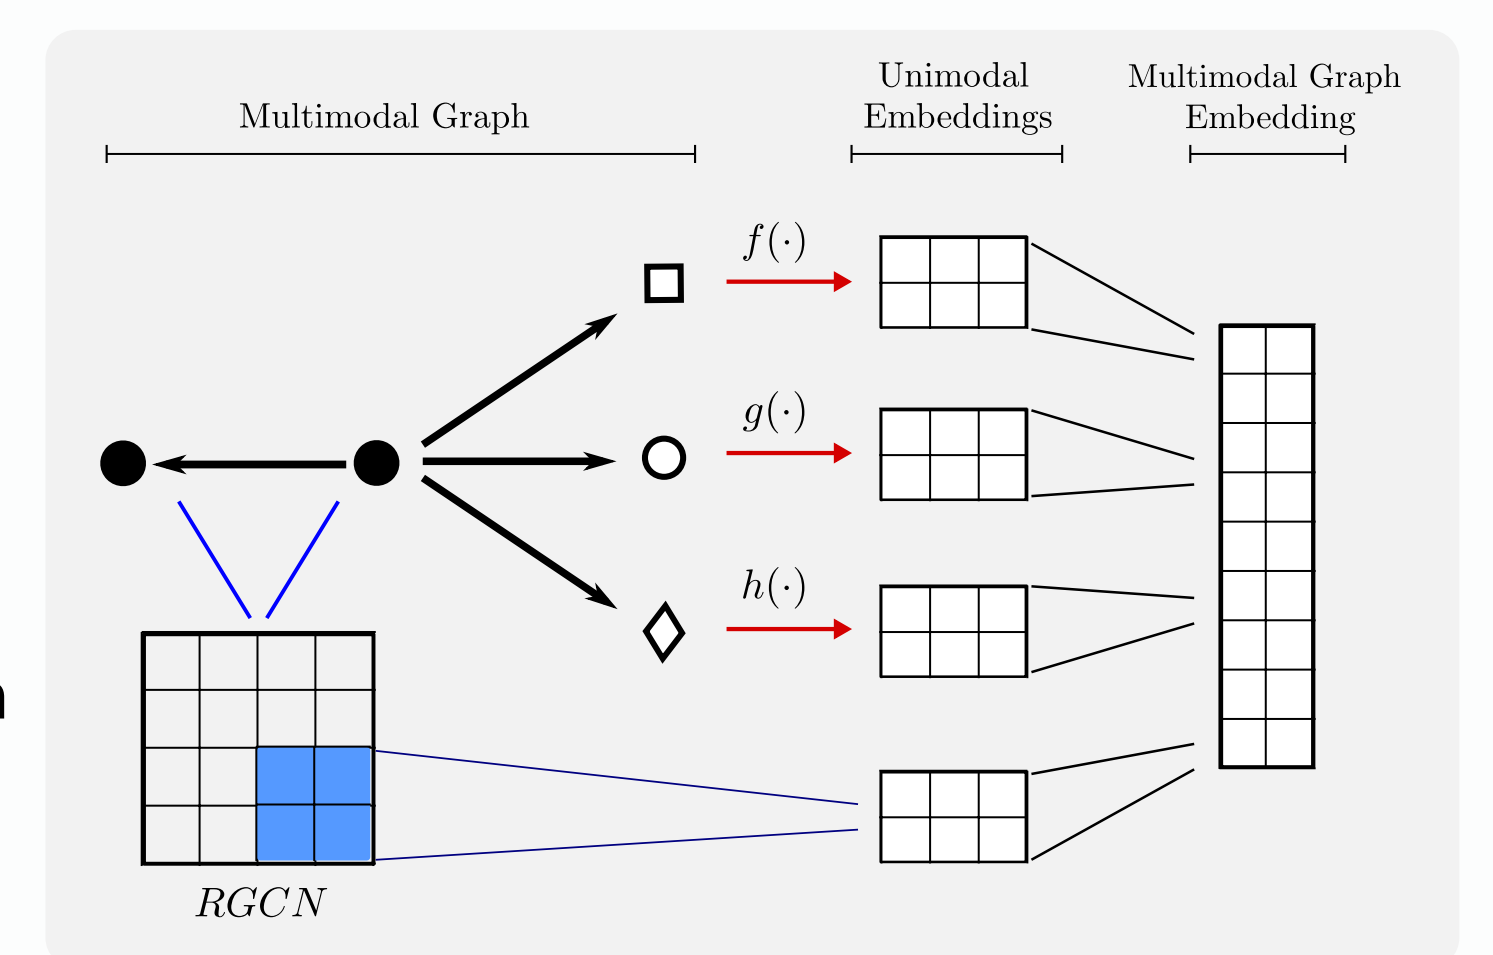 Multimodal Graph
Unimodal
Embeddings
Multimodal Graph
Embedding
f(·)
g(·)
h(·)
RGCN